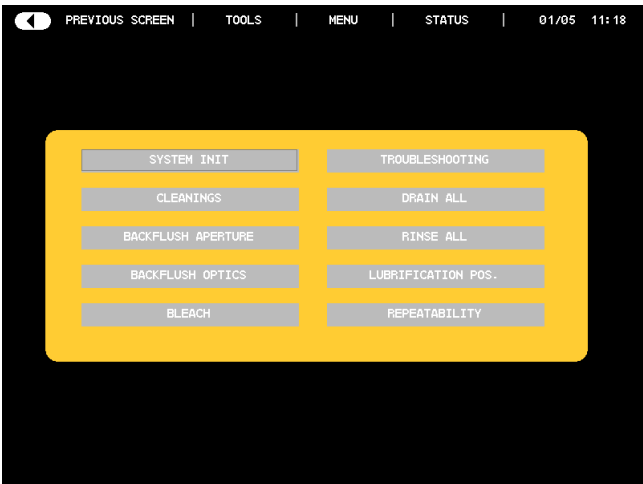 PREVIOUS SCREEN | TOOLS | MENU | STATUS | 01/05 11:18
SYSTEM INIT
TROUBLESHOOTING
CLEANINGS
DRAIN ALL
BACKFLUSH APERTURE
RINSE ALL
BACKFLUSH OPTICS
LUBRIFICATION POS.
BLEACH
REPEATABILITY